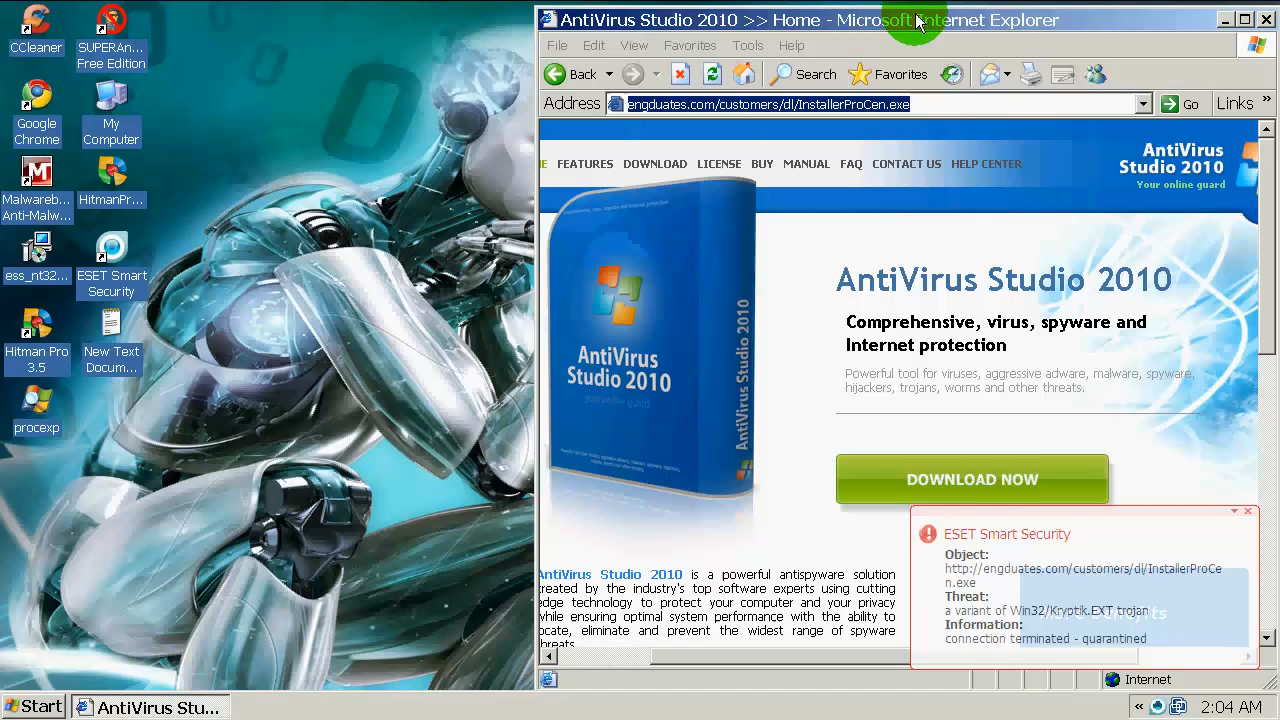 CCleaner
SUPERAn...
Free Edition
Google
Chrome
My
Computer
Malwareb...
Anti-Malw...
HitmanPr...
ess_nt32...
ESET Smart
Security
Hitman Pro
3.5
New Text
Docum...
procexp
AntiVirus Studio 2010 >> Home - Microsoft Internet Explorer
File Edit View Favorites Tools Help
Back Search Favorites
Address engduates.com/customers/dl/InstallerProCen.exe Go Links »
E FEATURES DOWNLOAD LICENSE BUY MANUAL FAQ CONTACT US HELP CENTER
AntiVirus
Studio 2010
Your online guard
AntiVirus
Studio 2010
AntiVirus Studio 2010
AntiVirus Studio 2010
Comprehensive, virus, spyware and
Internet protection
Powerful tool for viruses, aggressive adware, malware, spyware,
hijackers, trojans, worms and other threats.
DOWNLOAD NOW
AntiVirus Studio 2010 is a powerful antispyware solution
reated by the industry's top software experts using cutting
edge technology to protect your computer and your privacy
while ensuring optimal system performance with the ability to
ocate, eliminate and prevent the widest range of spyware
threats.
ESET Smart Security
Object:
http://engduates.com/customers/dl/InstallerProCe
n.exe
Threat:
a variant of Win32/Kryptik.EXT trojan
Information:
connection terminated - quarantined
benefits
Internet
Start AntiVirus Stu... « 2:04 AM